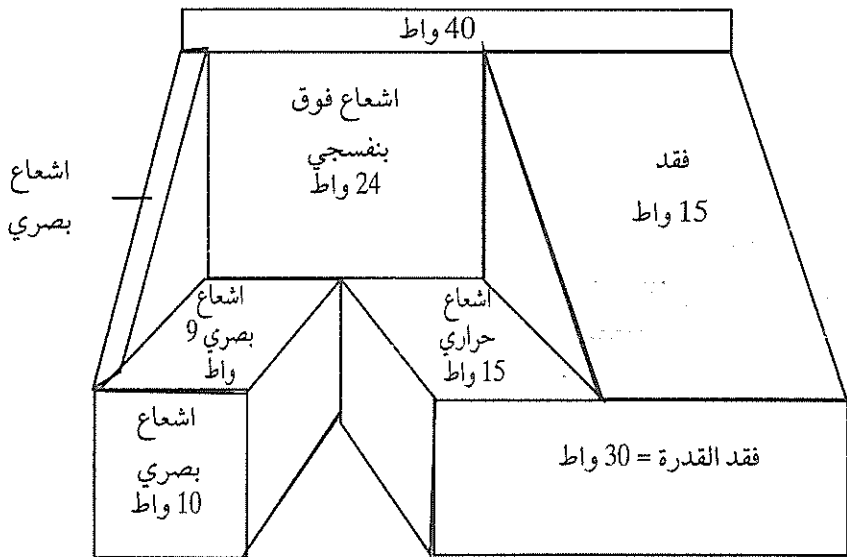 40 واط
اشعاع فوق
بنفسجي
24 واط
فقد
15 واط
اشعاع
بصري
اشعاع
حراري
15 واط
اشعاع
بصري 9
واط
اشعاع
بصري
10 واط
فقد القدرة = 30 واط